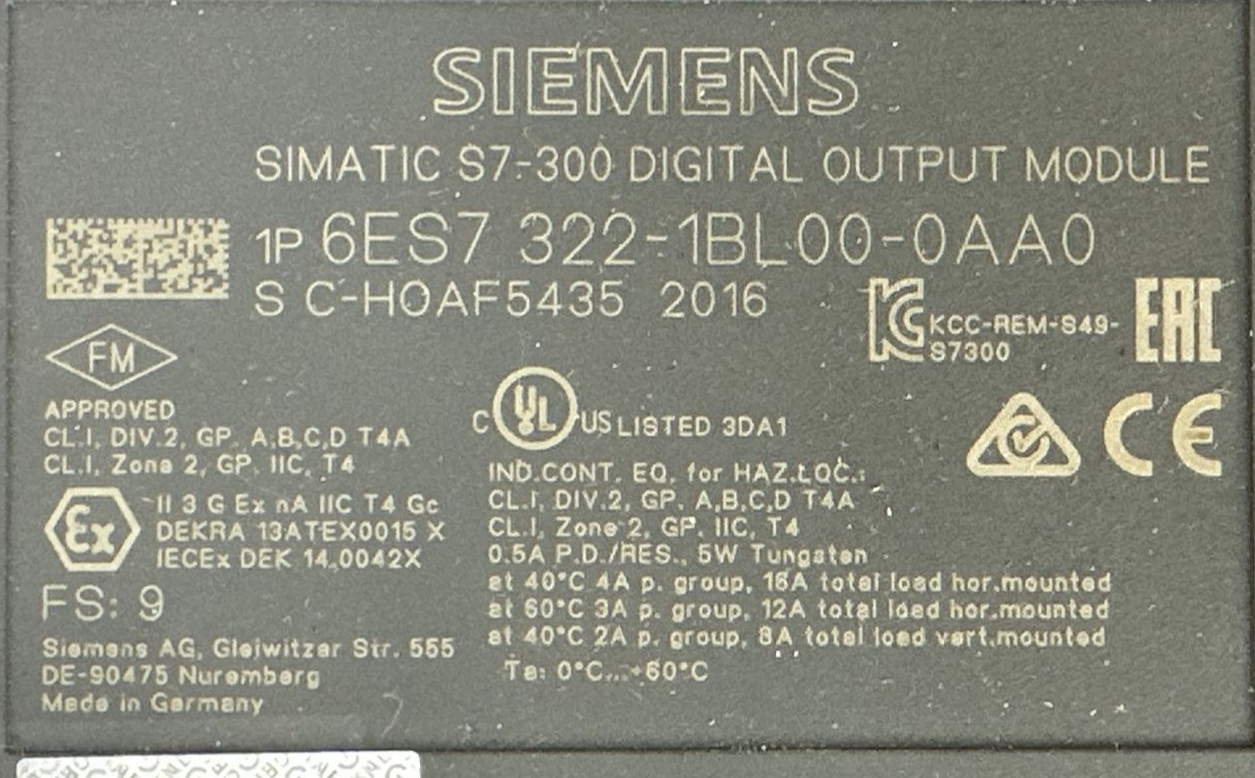 SIEMENS
SIMATIC S7-300 DIGITAL OUTPUT MODULE
1P 6ES7 322-1BL00-0AA0
S C-H0AF5435 2016
KCC-REM-S49-
S7300
EAC
FM
APPROVED
CL.I, DIV.2, GP. A,B,C,D T4A
CL.I, Zone 2, GP. IIC, T4
Ex
II 3 G Ex nA IIC T4 Gc
DEKRA 13ATEX0015 X
IECEx DEK 14.0042X
FS: 9
Siemens AG, Gleiwitzer Str. 555
DE-90475 Nuremberg
Made in Germany
C UL US LISTED 3DA1
CE
IND.CONT. EQ. for HAZ.LOC.:
CL.I, DIV.2, GP. A,B,C,D T4A
CL.I, Zone 2, GP. IIC, T4
0.5A P.D./RES., 5W Tungsten
at 40°C 4A p. group, 16A total load hor.mounted
at 60°C 3A p. group, 12A total load hor.mounted
at 40°C 2A p. group, 8A total load vert.mounted
Ta: 0°C...+60°C